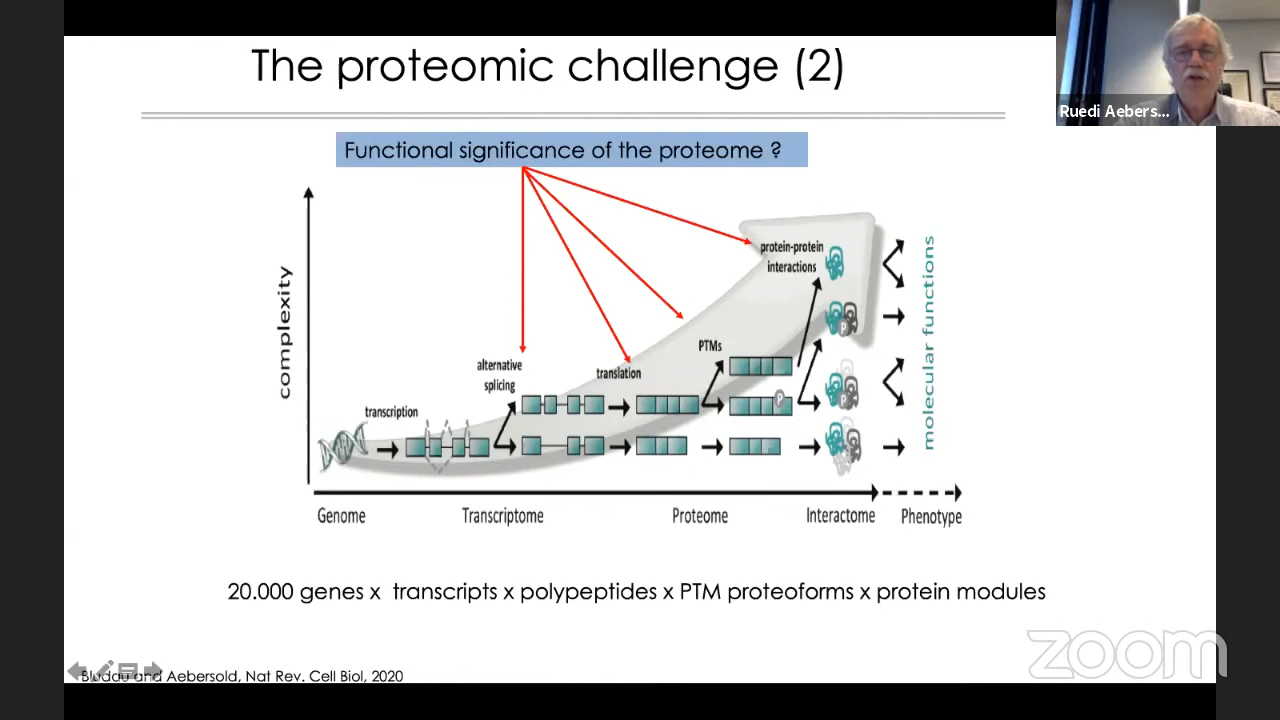 The proteomic challenge (2)
Ruedi Aebers...
Functional significance of the proteome ?
complexity
protein-protein
interactions
P
molecular functions
PTMs
alternative
splicing
translation
P
P
transcription
P
Genome
Transcriptome
Proteome
Interactome
Phenotype
20.000 genes x transcripts x polypeptides x PTM proteoforms x protein modules
zoom
Bludau and Aebersold, Nat Rev. Cell Biol, 2020